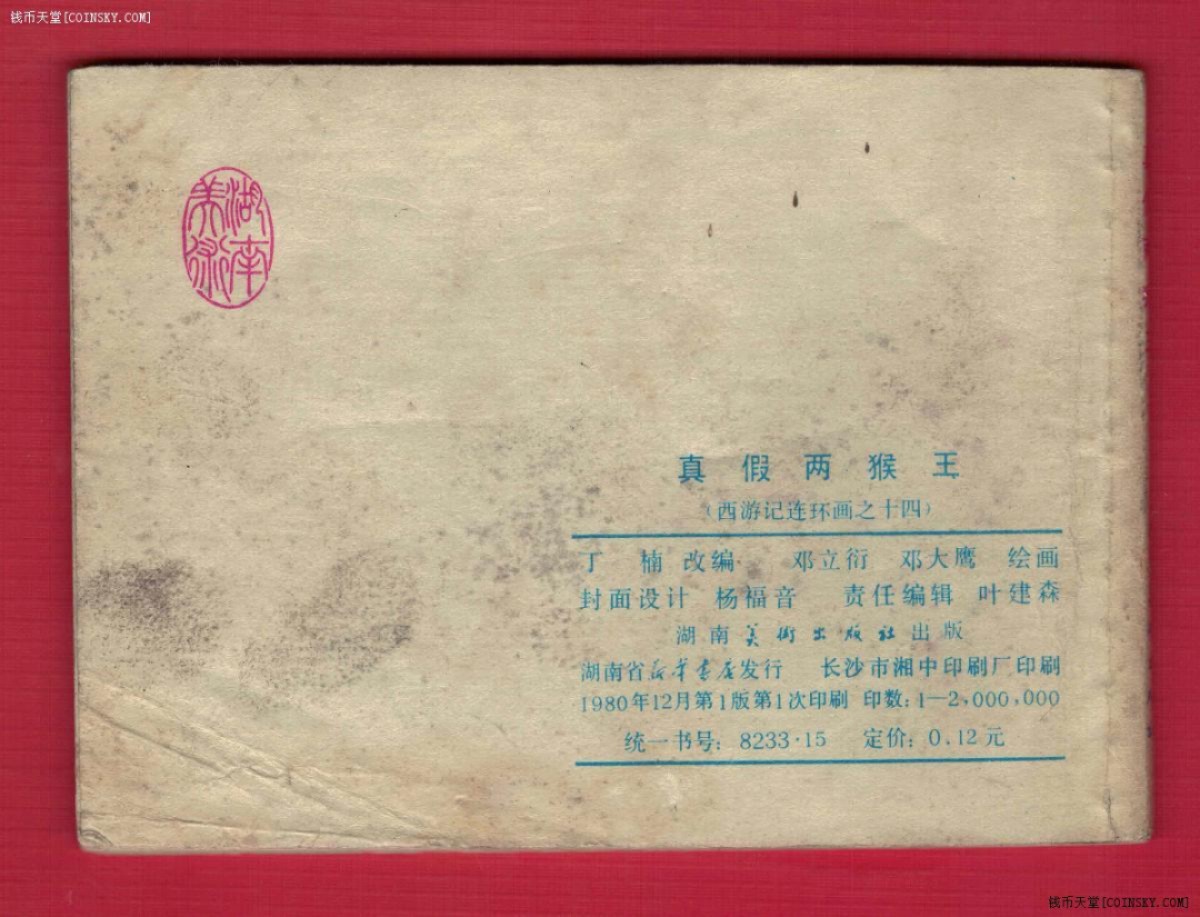 钱币天堂[COINSKY.COM]
湖南
美术
真假两猴王
(西游记连环画之十四)
丁 楠 改编 邓立衍 邓大鹰 绘画
封面设计 杨福音 责任编辑 叶建森
湖南美术出版社出版
湖南省新华书店发行 长沙市湘中印刷厂印刷
1980年12月第1版第1次印刷 印数:1—2,000,000
统一书号:8233·15 定价:0.12元
钱币天堂[COINSKY.COM]